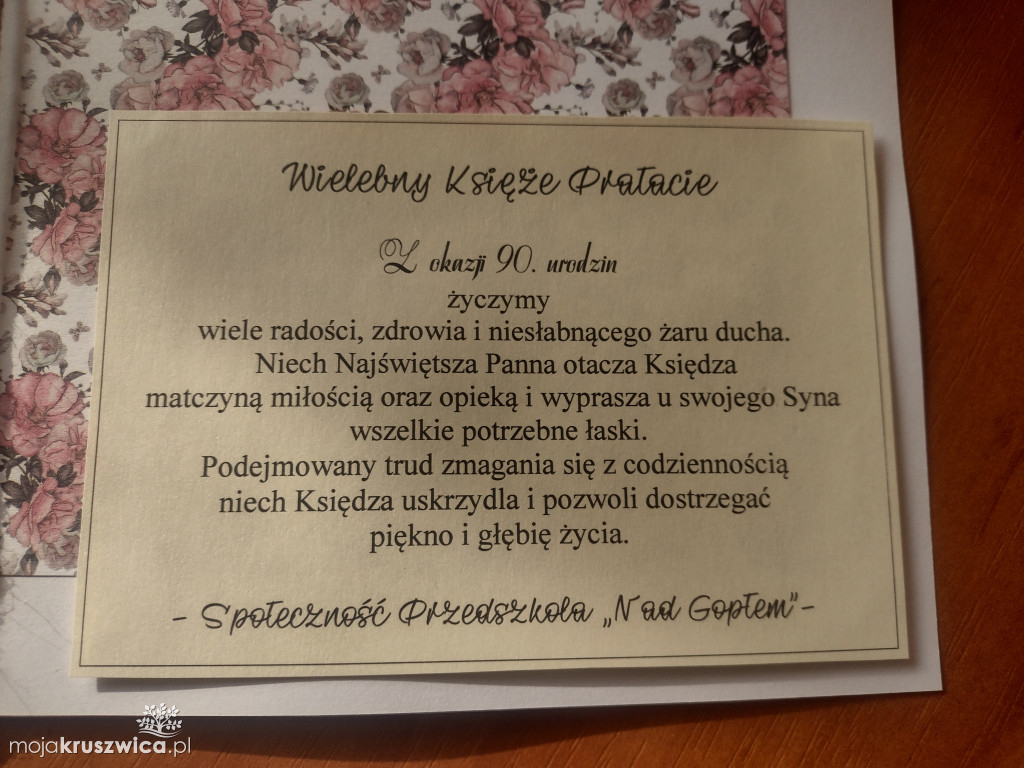 Wielebny Księże Prałacie
Z okazji 90. urodzin
życzymy
wiele radości, zdrowia i niesłabnącego żaru ducha.
Niech Najświętsza Panna otacza Księdza
matczyną miłością oraz opieką i wyprasza u swojego Syna
wszelkie potrzebne łaski.
Podejmowany trud zmagania się z codziennością
niech Księdza uskrzydla i pozwoli dostrzegać
piękno i głębię życia.
- Społeczność Przedszkola „Nad Gopłem”-
mojakruszwica.pl